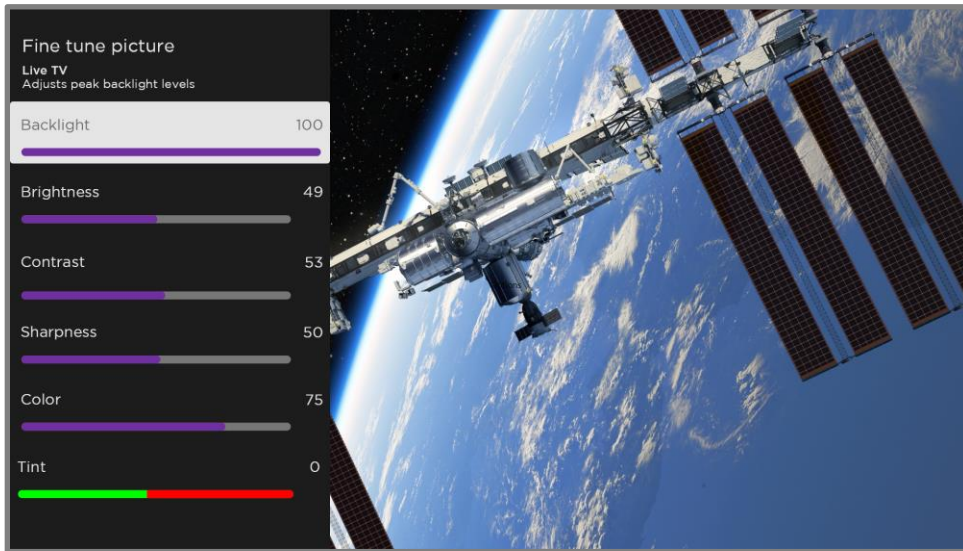 Fine tune picture
Live TV
Adjusts peak backlight levels
Backlight 100
Brightness 49
Contrast 53
Sharpness 50
Color 75
Tint 0